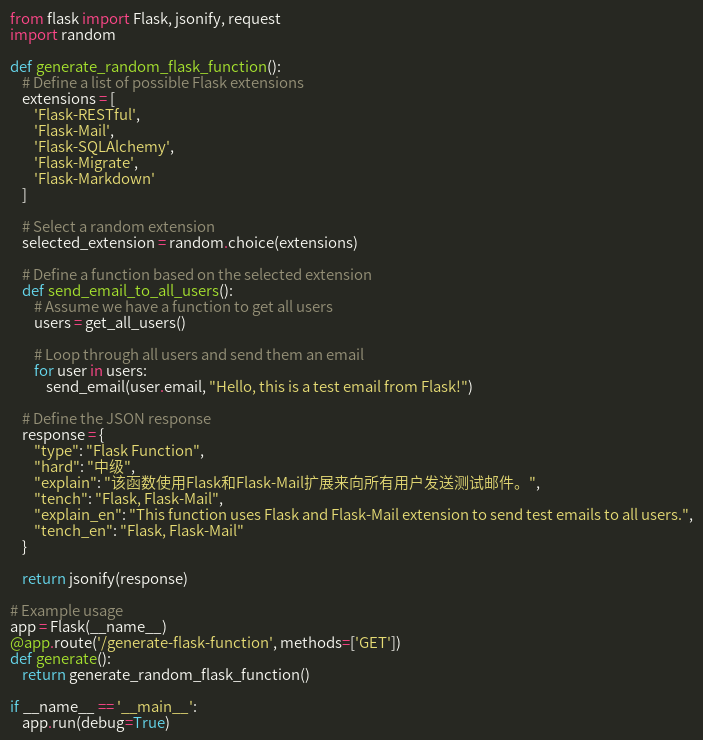 from flask import Flask, jsonify, request
import random

def generate_random_flask_function():
    # Define a list of possible Flask extensions
    extensions = [
        'Flask-RESTful',
        'Flask-Mail',
        'Flask-SQLAlchemy',
        'Flask-Migrate',
        'Flask-Markdown'
    ]

    # Select a random extension
    selected_extension = random.choice(extensions)

    # Define a function based on the selected extension
    def send_email_to_all_users():
        # Assume we have a function to get all users
        users = get_all_users()

        # Loop through all users and send them an email
        for user in users:
            send_email(user.email, "Hello, this is a test email from Flask!")

    # Define the JSON response
    response = {
        "type": "Flask Function",
        "hard": "中级",
        "explain": "该函数使用Flask和Flask-Mail扩展来向所有用户发送测试邮件。",
        "tench": "Flask, Flask-Mail",
        "explain_en": "This function uses Flask and Flask-Mail extension to send test emails to all users.",
        "tench_en": "Flask, Flask-Mail"
    }

    return jsonify(response)

# Example usage
app = Flask(__name__)
@app.route('/generate-flask-function', methods=['GET'])
def generate():
    return generate_random_flask_function()

if __name__ == '__main__':
    app.run(debug=True)